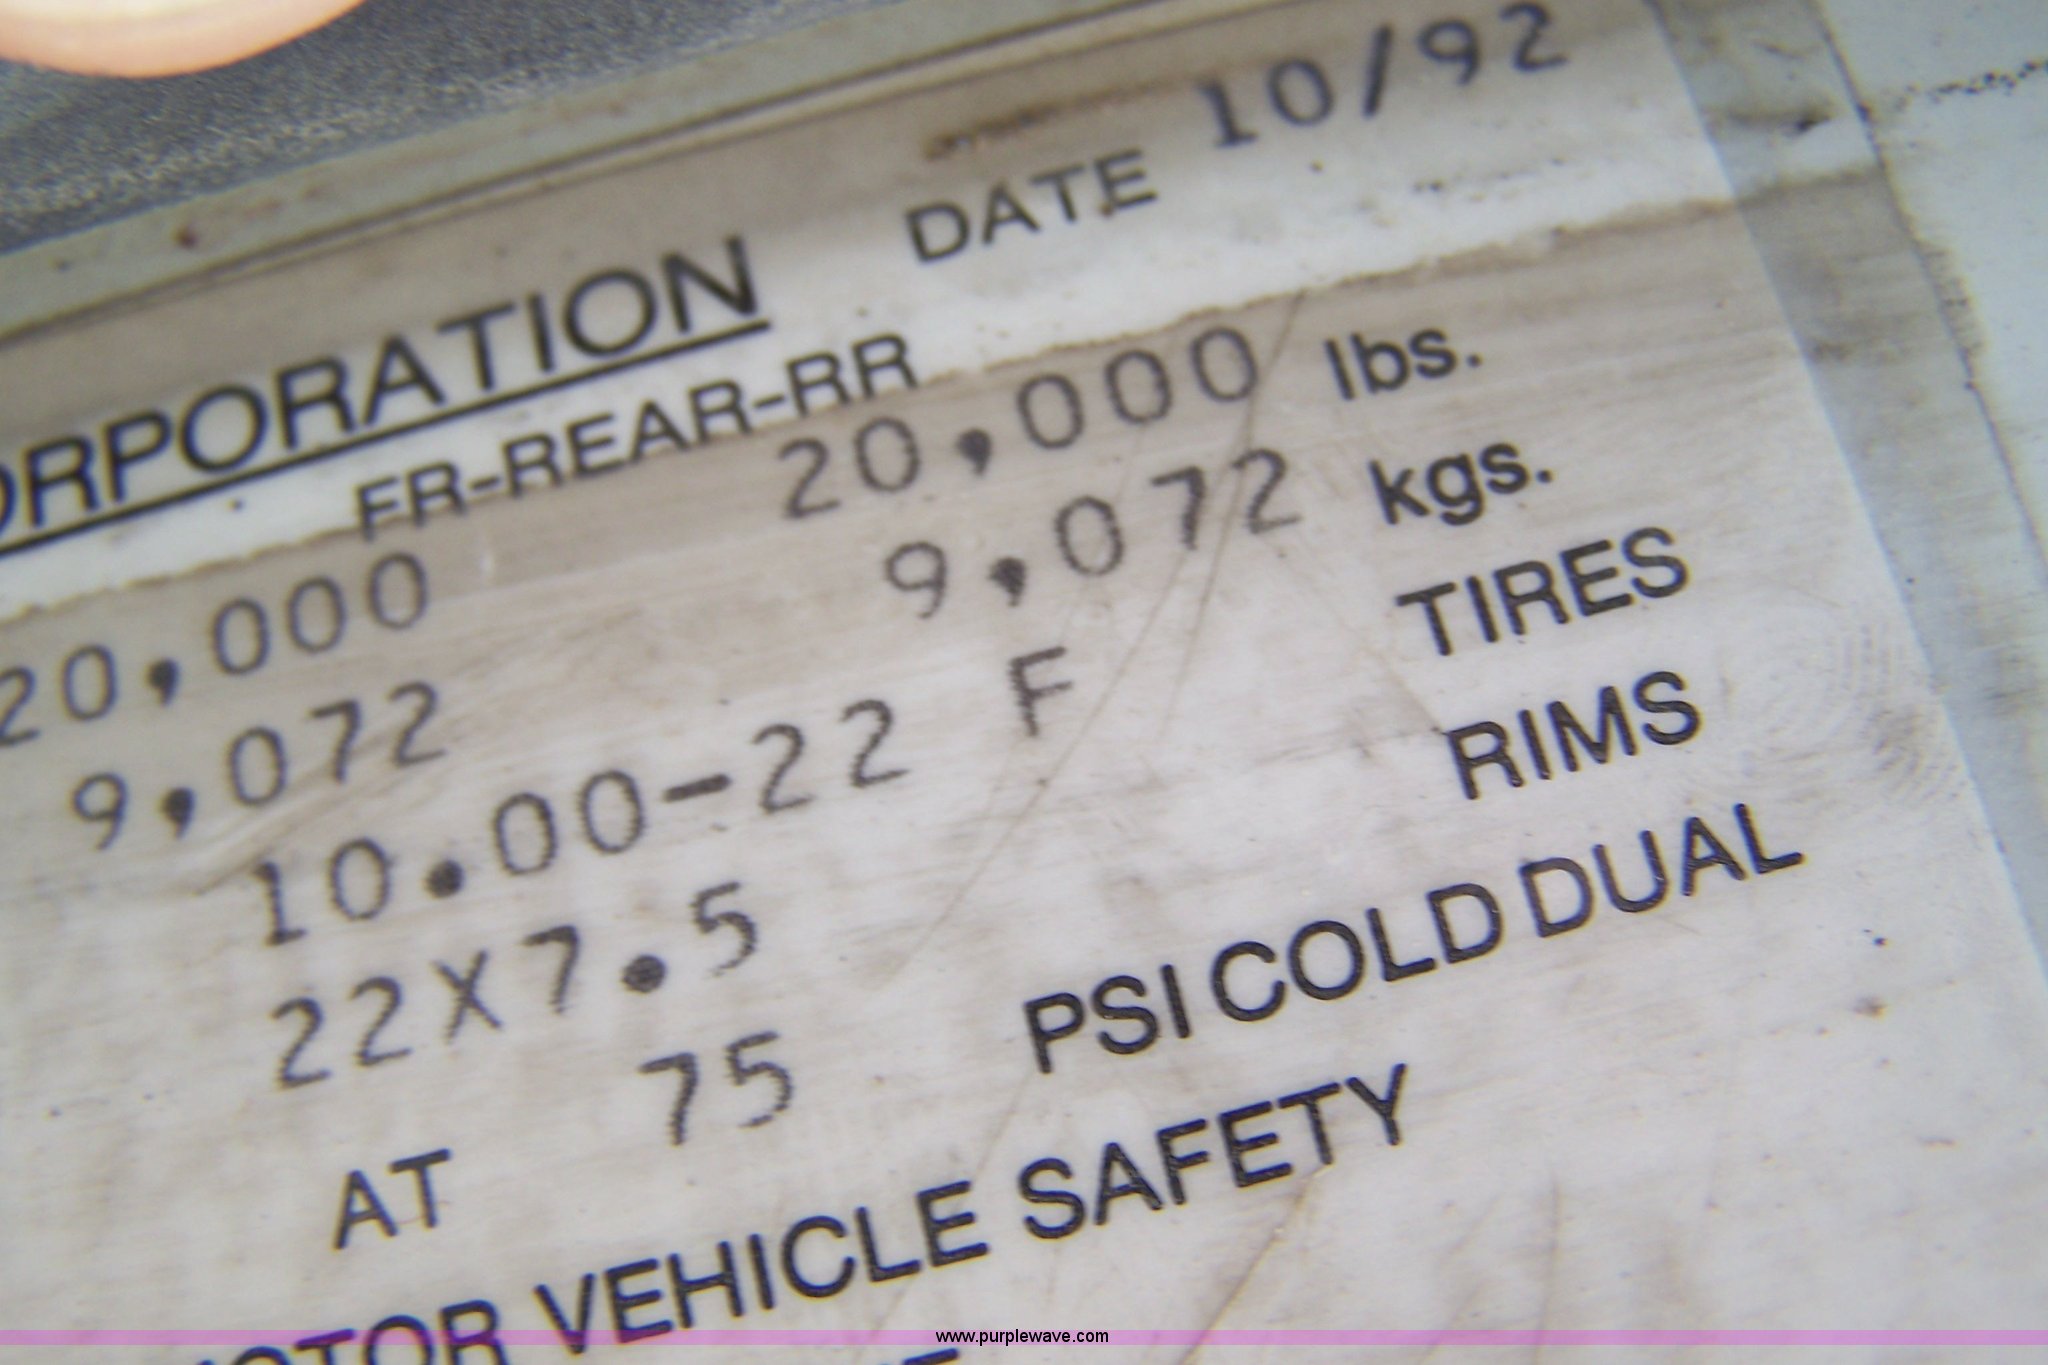 DATE 10/92
ORPORATION
FR-REAR-RR
20,000 20,000 lbs.
9,072 9,072 kgs.
10.00-22 F TIRES
22X7.5 RIMS
AT 75 PSI COLD DUAL
OTOR VEHICLE SAFETY
www.purplewave.com